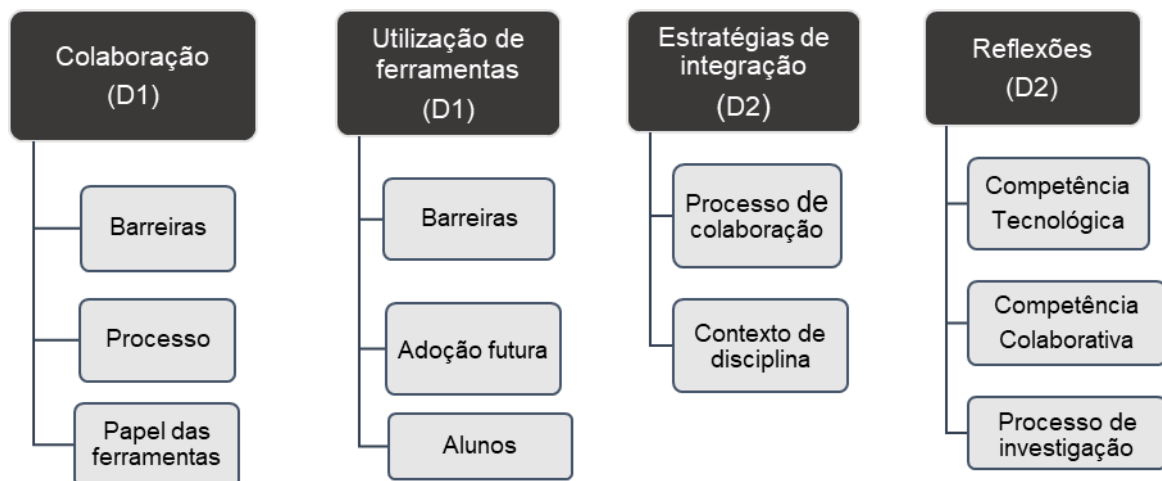 Colaboração
(D1)
Barreiras
Processo
Papel das
ferramentas
Utilização de
ferramentas
(D1)
Barreiras
Adoção futura
Alunos
Estratégias de
integração
(D2)
Processo de
colaboração
Contexto de
disciplina
Reflexões
(D2)
Competência
Tecnológica
Competência
Colaborativa
Processo de
investigação